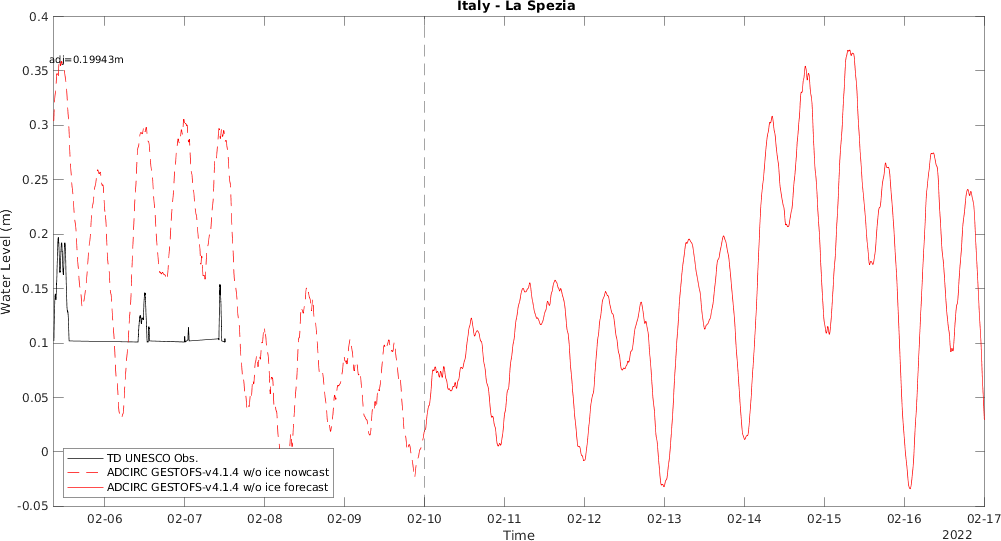 Italy - La Spezia
adj=0.19943m
Water Level (m)
0.4
0.35
0.3
0.25
0.2
0.15
0.1
0.05
0
-0.05
TD UNESCO Obs.
ADCIRC GESTOFS-v4.1.4 w/o ice nowcast
ADCIRC GESTOFS-v4.1.4 w/o ice forecast
02-06 02-07 02-08 02-09 02-10 02-11 02-12 02-13 02-14 02-15 02-16 02-17
Time
2022